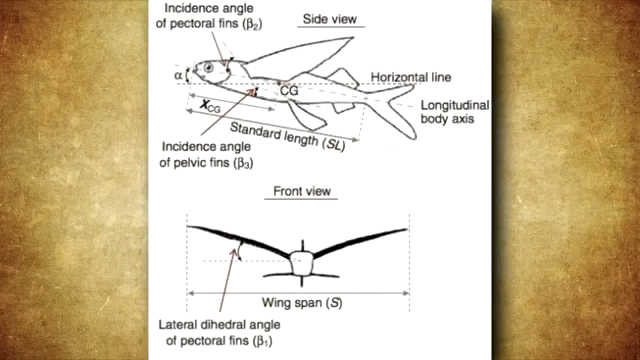 Incidence angle
of pectoral fins (β₂)
Side view
α
Horizontal line
CG
X_CG
Longitudinal
body axis
Standard length (SL)
Incidence angle
of pelvic fins (β₃)
Front view
Wing span (S)
Lateral dihedral angle
of pectoral fins (β₁)